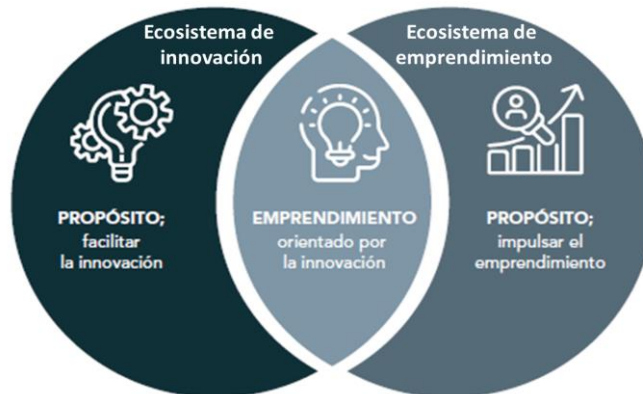 Ecosistema de
innovación
Ecosistema de
emprendimiento
PROPÓSITO;
facilitar
la innovación
EMPRENDIMIENTO
orientado por
la innovación
PROPÓSITO;
impulsar el
emprendimiento